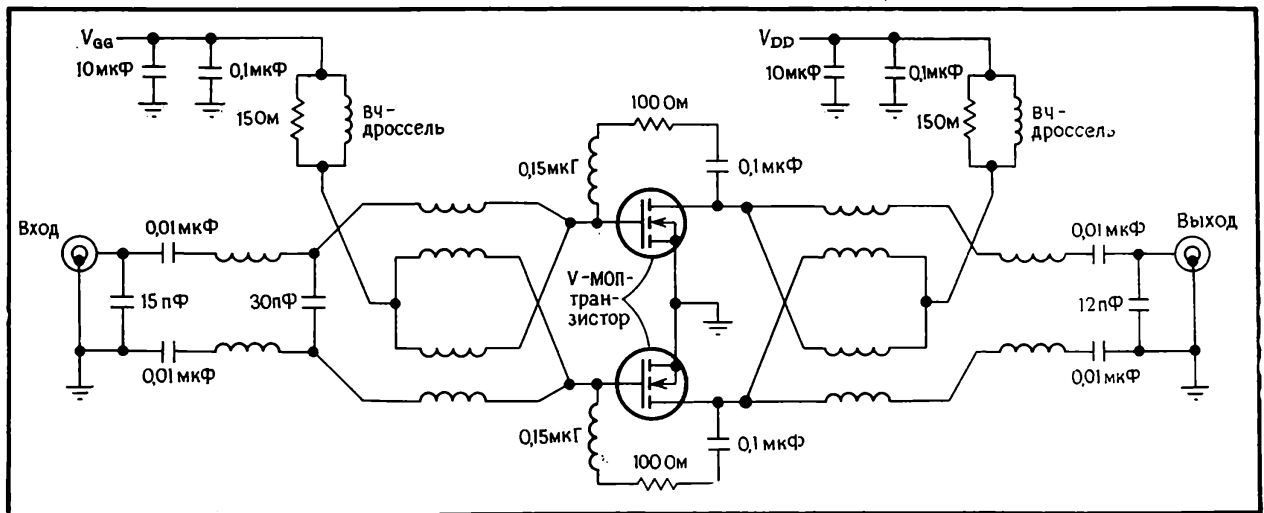 V_GG
10мкФ
0,1мкФ
15Ом
ВЧ-
дроссель
V_DD
10мкФ
0,1мкФ
15Ом
ВЧ-
дроссель
100 Ом
0,15мкГ
0,1мкФ
Вход
0,01мкФ
15пФ
30пФ
0,01мкФ
V-МОП-
тран-
зистор
0,01мкФ
Выход
12пФ
0,01мкФ
0,15мкГ
0,1мкФ
100 Ом